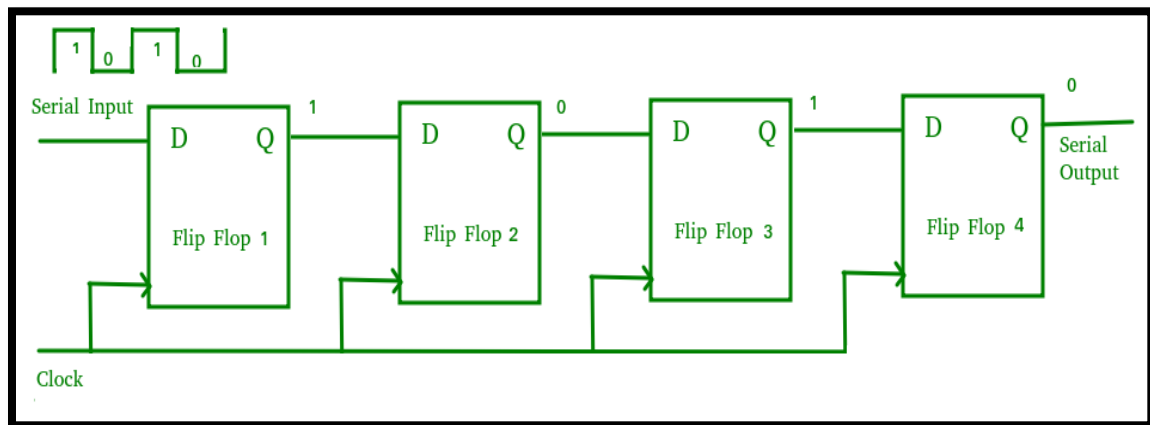 1 0 1 0
Serial Input
1
0
1
0
D Q
D Q
D Q
D Q
Serial
Output
Flip Flop 1
Flip Flop 2
Flip Flop 3
Flip Flop 4
Clock